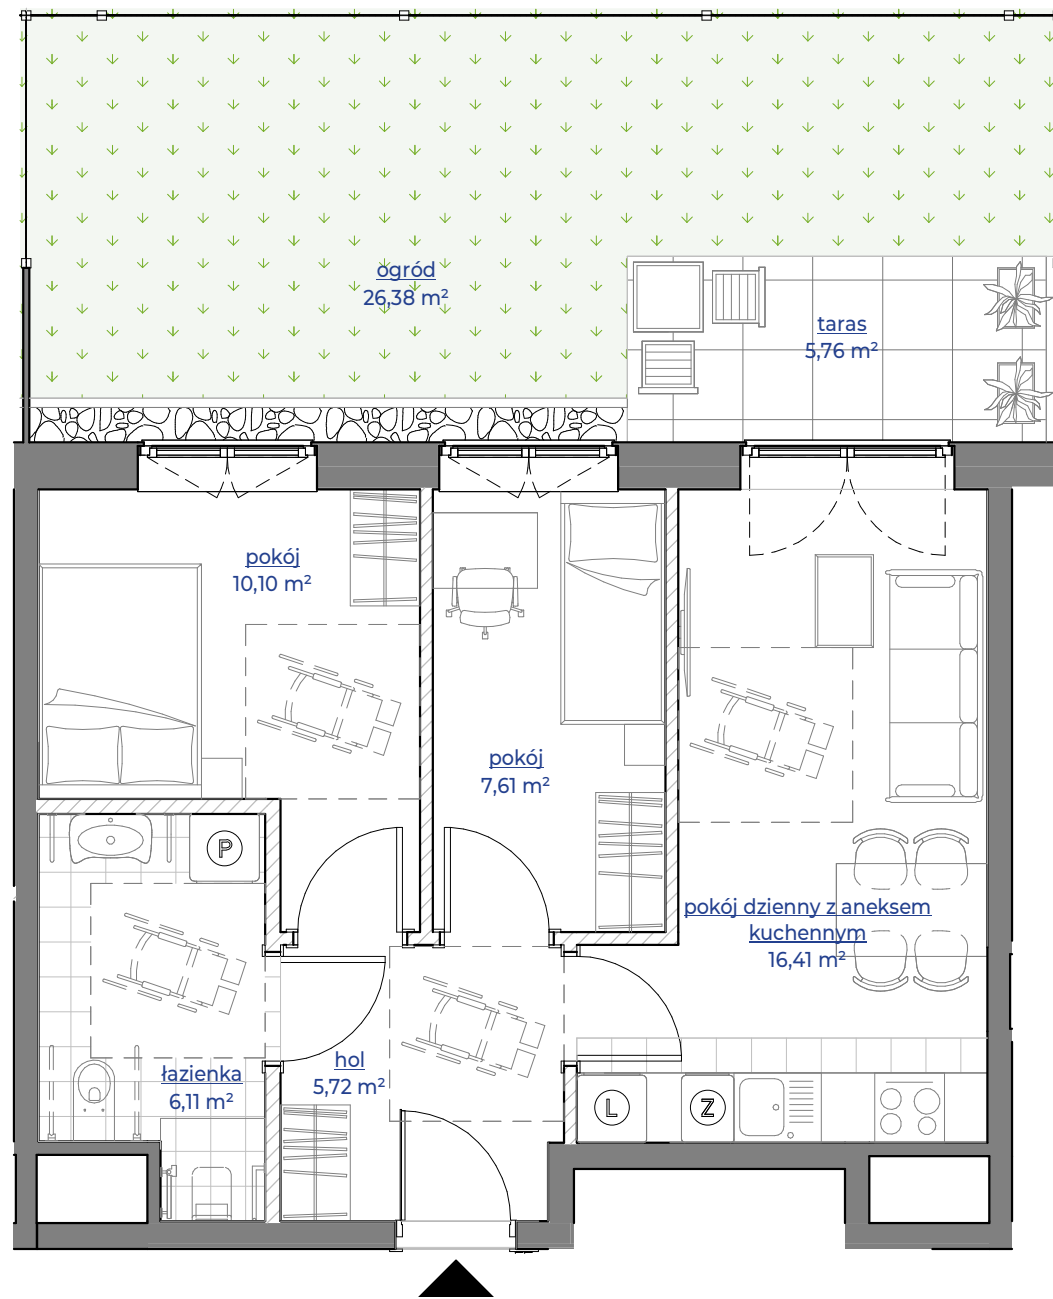 ogród
26,38 m²
taras
5,76 m²
pokój
10,10 m²
pokój
7,61 m²
P
pokój dzienny z aneksem
kuchennym
16,41 m²
hol
5,72 m²
łazienka
6,11 m²
L
Z